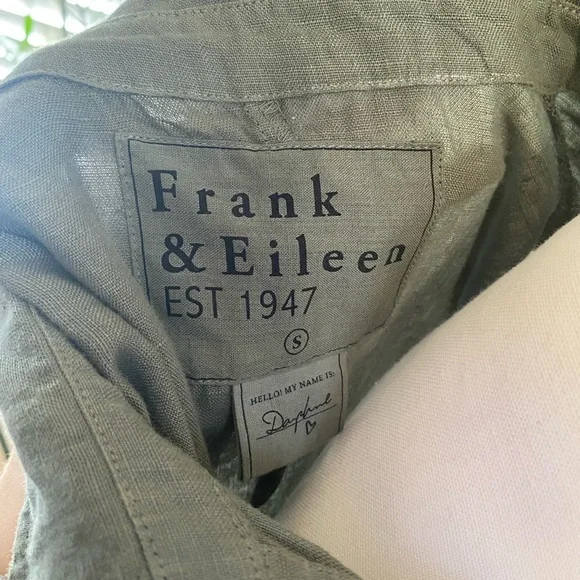 Frank
& Eileen
EST 1947
S
HELLO! MY NAME IS:
Daphne